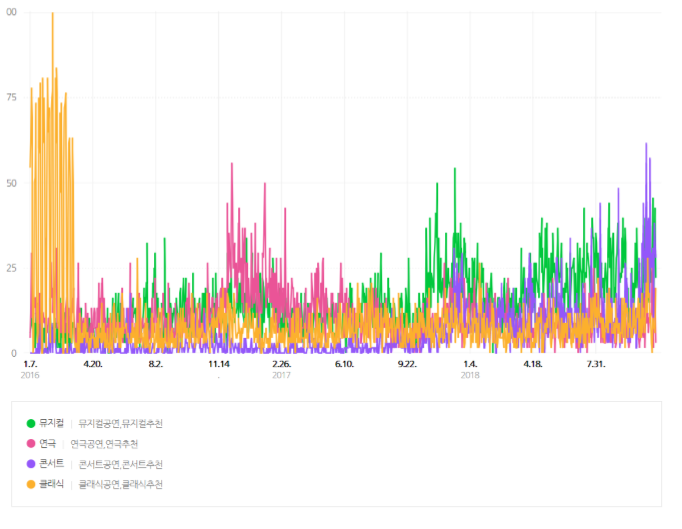 00
75
50
25
0
1.7. 4.20. 8.2. 11.14 2.26. 6.10. 9.22. 1.4. 4.18. 7.31.
2016 . 2017 2018
뮤지컬 | 뮤지컬공연,뮤지컬추천
연극 | 연극공연,연극추천
콘서트 | 콘서트공연,콘서트추천
클래식 | 클래식공연,클래식추천